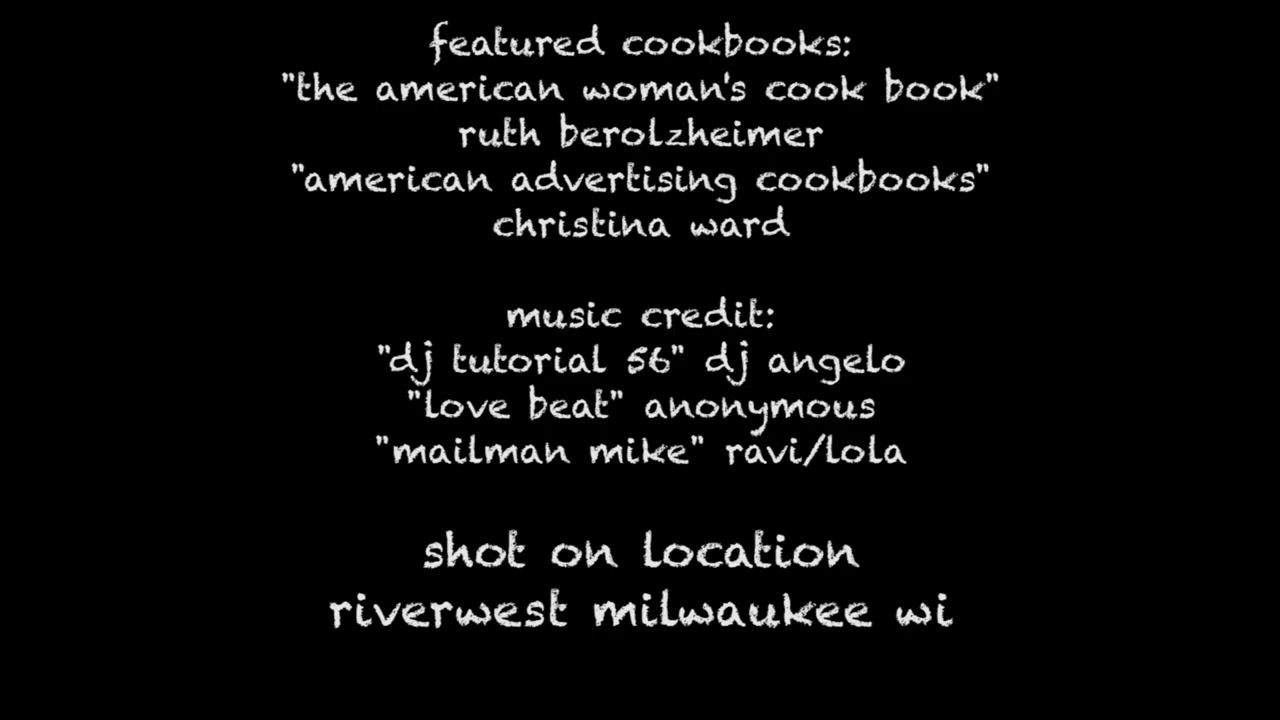 featured cookbooks:
"the american woman's cook book"
ruth berolzheimer
"american advertising cookbooks"
christina ward
music credit:
"dj tutorial 56" dj angelo
"love beat" anonymous
"mailman mike" ravi/lola
shot on location
riverwest milwaukee wi